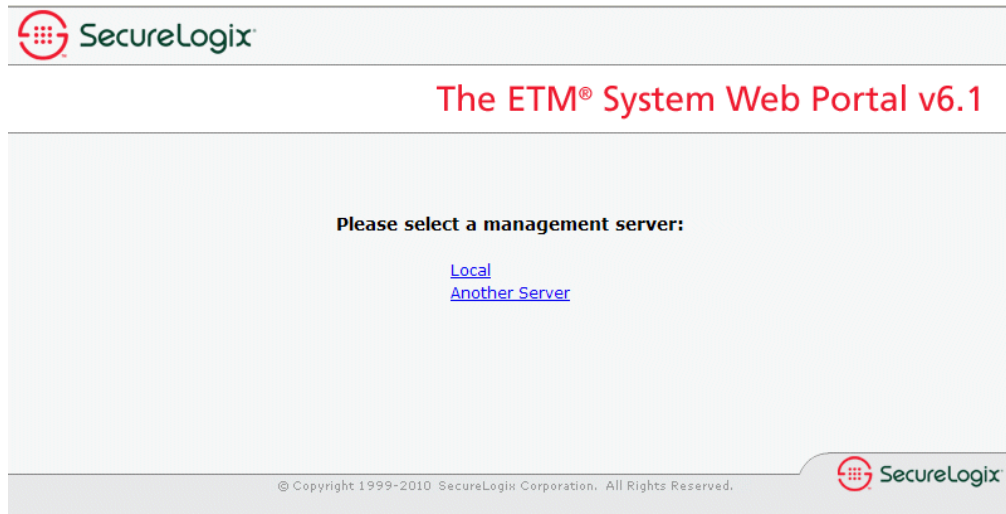 SecureLogix
The ETM® System Web Portal v6.1
Please select a management server:
Local
Another Server
© Copyright 1999-2010 SecureLogix Corporation. All Rights Reserved.
SecureLogix